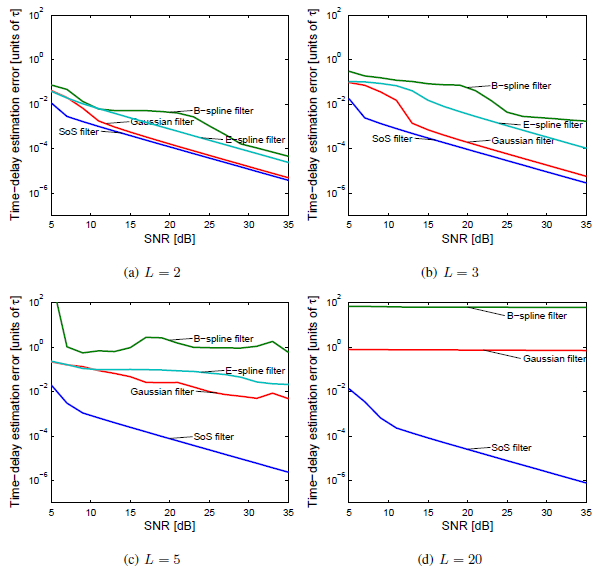 Time−delay estimation error [units of τ]
10^2
10^0
10^−2
10^−4
10^−6
B−spline filter
Gaussian filter
SoS filter
E−spline filter
5 10 15 20 25 30 35
SNR [dB]
(a) L = 2
Time−delay estimation error [units of τ]
10^2
10^0
10^−2
10^−4
10^−6
B−spline filter
E−spline filter
SoS filter
Gaussian filter
5 10 15 20 25 30 35
SNR [dB]
(b) L = 3
Time−delay estimation error [units of τ]
10^2
10^0
10^−2
10^−4
10^−6
B−spline filter
E−spline filter
Gaussian filter
SoS filter
5 10 15 20 25 30 35
SNR [dB]
(c) L = 5
Time−delay estimation error [units of τ]
10^2
10^0
10^−2
10^−4
10^−6
B−spline filter
Gaussian filter
SoS filter
5 10 15 20 25 30 35
SNR [dB]
(d) L = 20